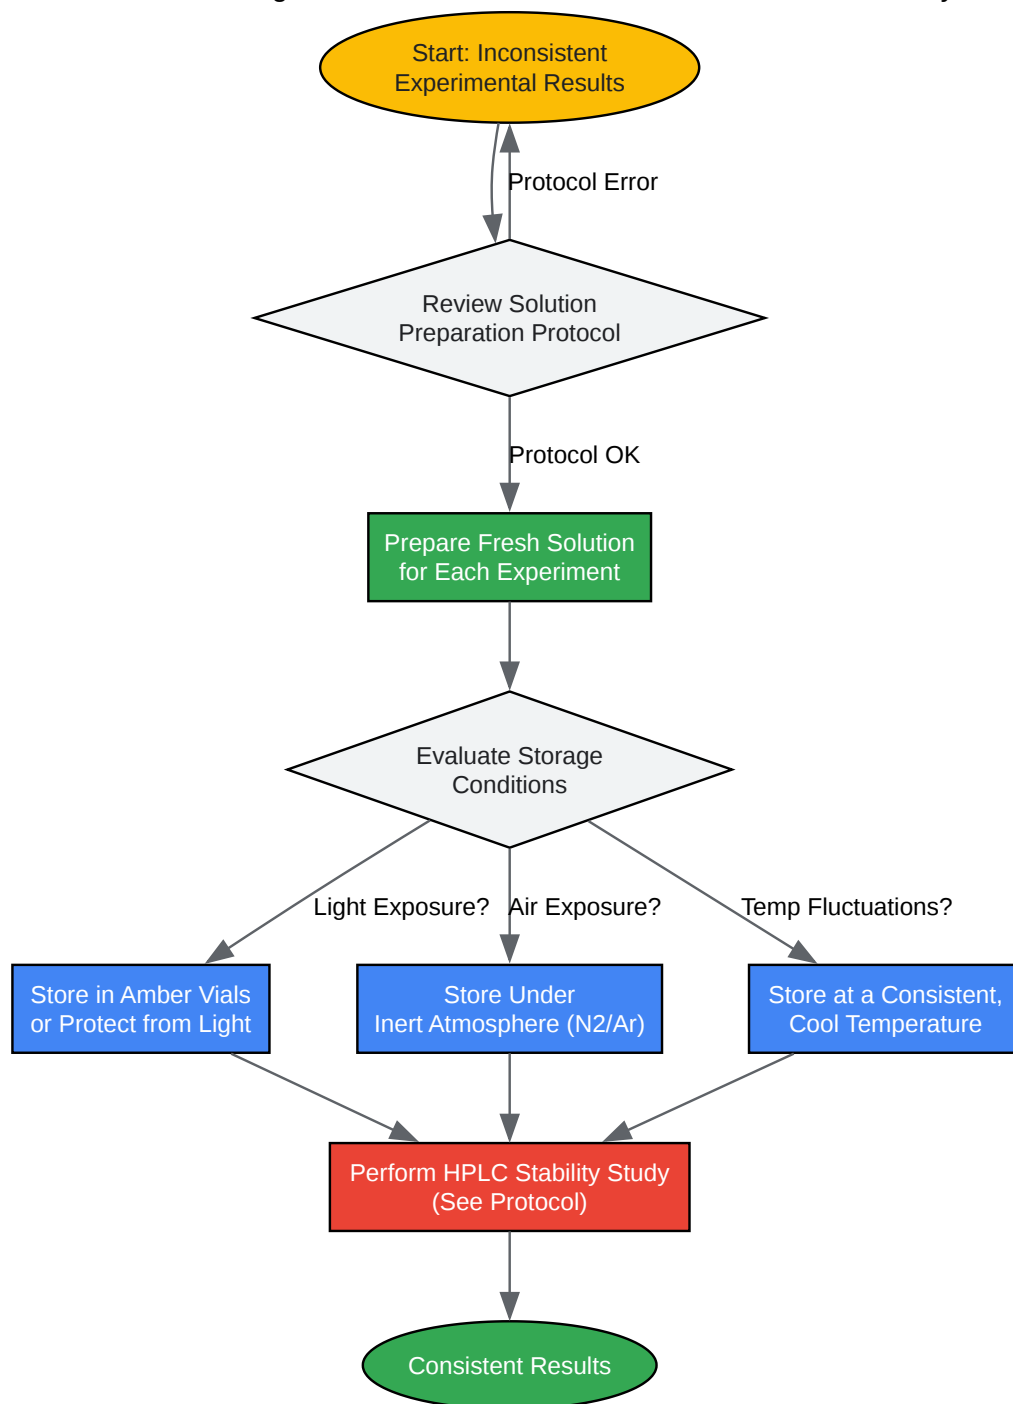 Start: Inconsistent
Experimental Results
Protocol Error
Review Solution
Preparation Protocol
Protocol OK
Prepare Fresh Solution
for Each Experiment
Evaluate Storage
Conditions
Light Exposure?
Air Exposure?
Temp Fluctuations?
Store in Amber Vials
or Protect from Light
Store Under
Inert Atmosphere (N2/Ar)
Store at a Consistent,
Cool Temperature
Perform HPLC Stability Study
(See Protocol)
Consistent Results